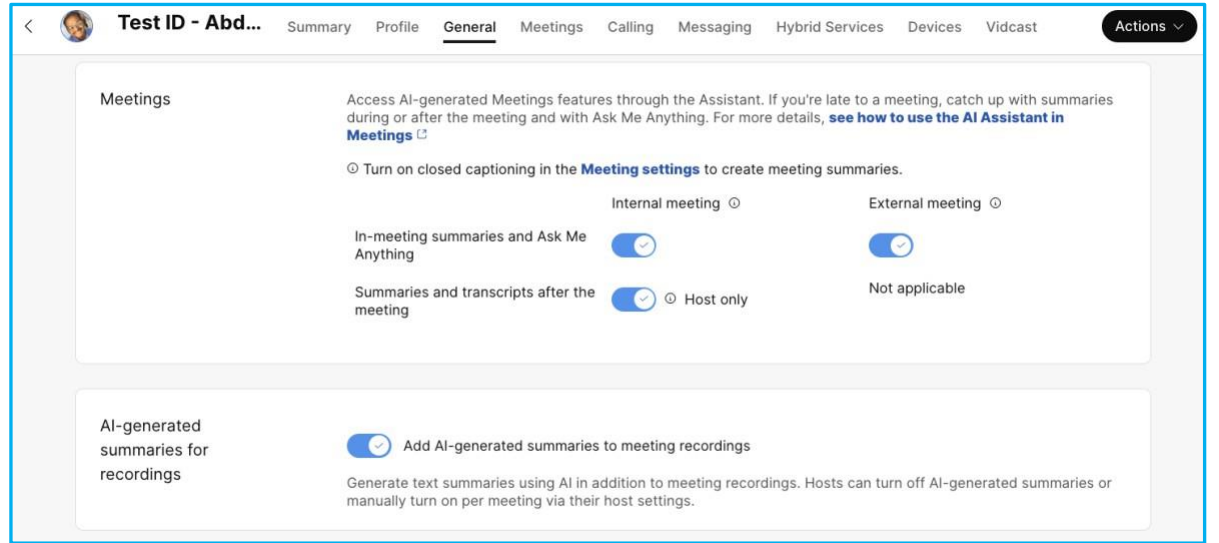 Test ID - Abd... Summary Profile General Meetings Calling Messaging Hybrid Services Devices Vidcast Actions
Meetings
Access AI-generated Meetings features through the Assistant. If you're late to a meeting, catch up with summaries
during or after the meeting and with Ask Me Anything. For more details, see how to use the AI Assistant in
Meetings
Turn on closed captioning in the Meeting settings to create meeting summaries.
Internal meeting External meeting
In-meeting summaries and Ask Me
Anything
Summaries and transcripts after the
meeting
Host only
Not applicable
AI-generated
summaries for
recordings
Add AI-generated summaries to meeting recordings
Generate text summaries using AI in addition to meeting recordings. Hosts can turn off AI-generated summaries or
manually turn on per meeting via their host settings.